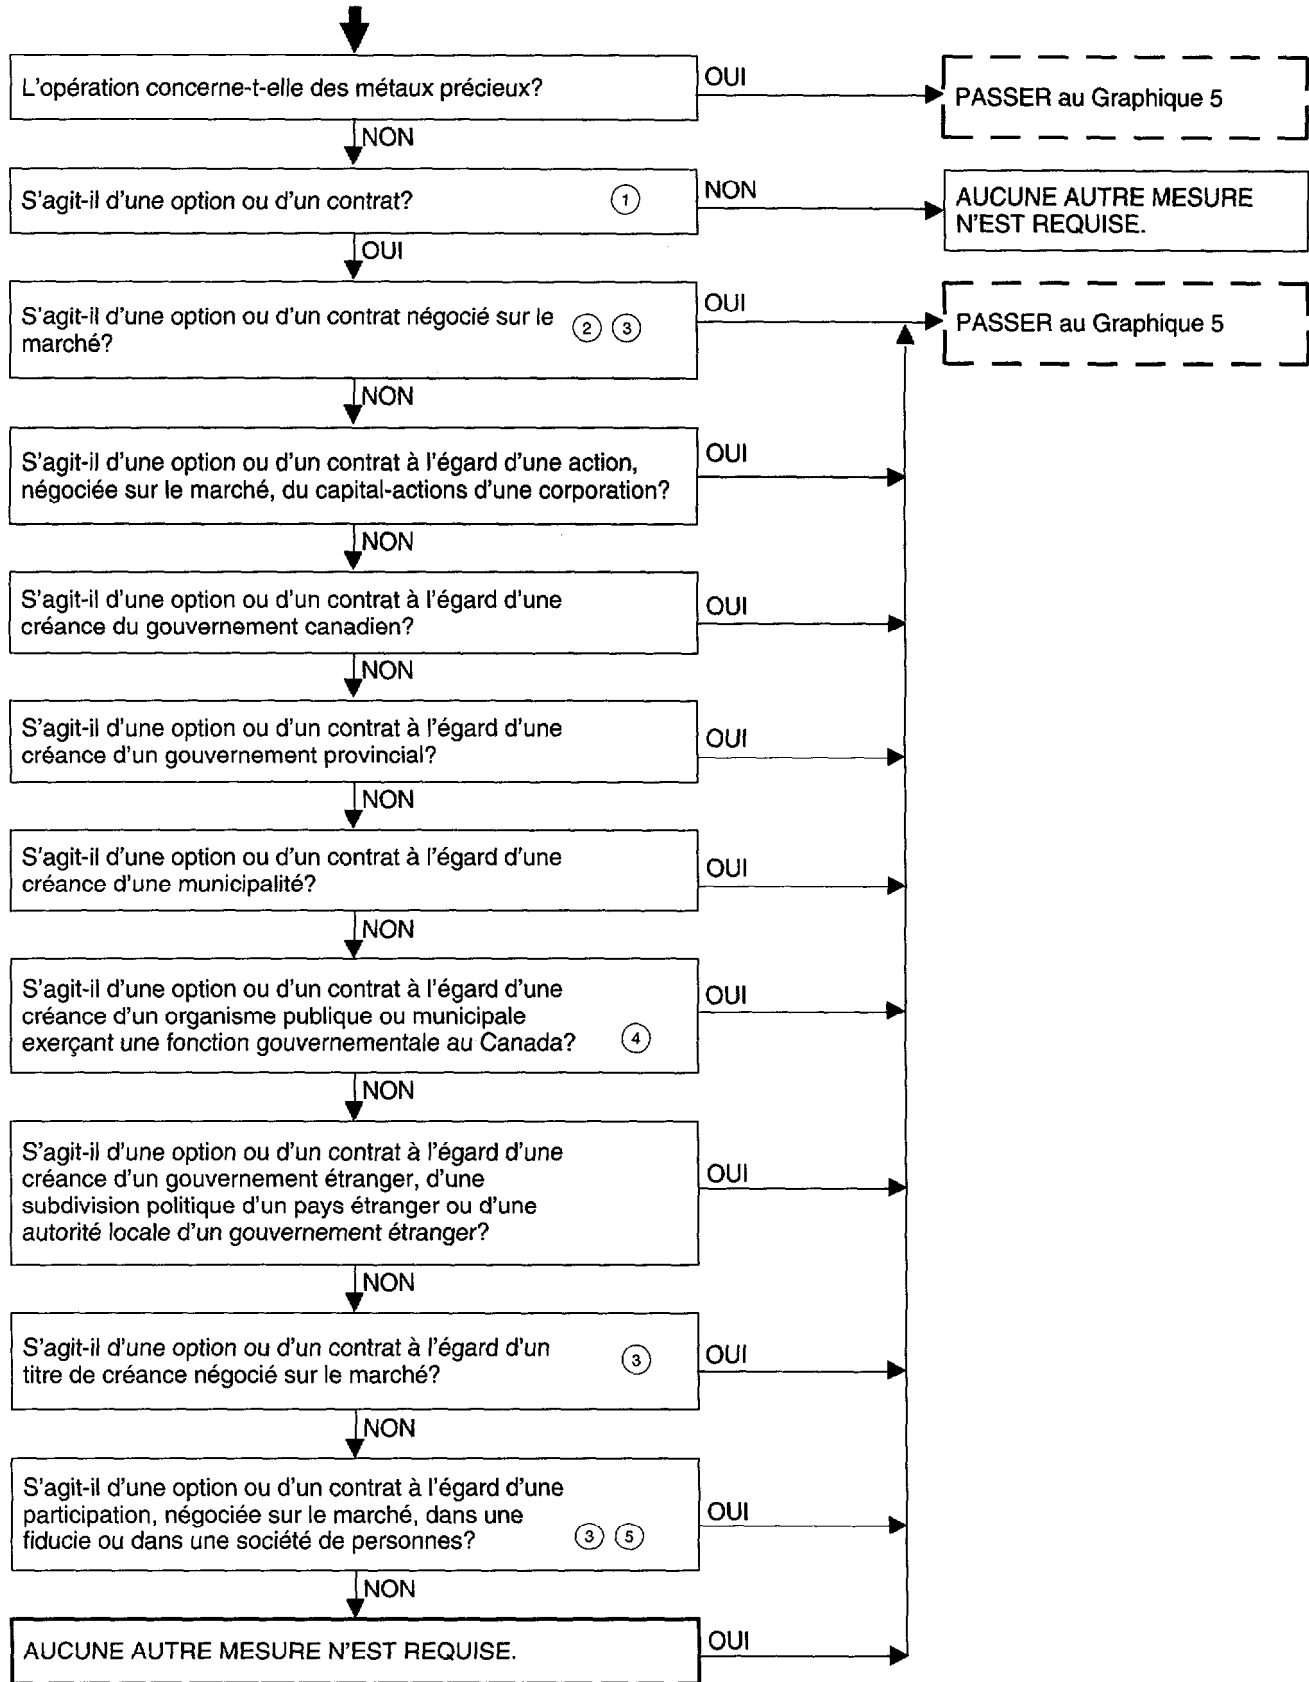 L'opération concerne-t-elle des métaux précieux?
OUI
PASSER au Graphique 5
NON
S'agit-il d'une option ou d'un contrat? 1
NON
AUCUNE AUTRE MESURE
N'EST REQUISE.
OUI
S'agit-il d'une option ou d'un contrat négocié sur le 2 3
marché?
OUI
PASSER au Graphique 5
NON
S'agit-il d'une option ou d'un contrat à l'égard d'une action,
négociée sur le marché, du capital-actions d'une corporation?
OUI
NON
S'agit-il d'une option ou d'un contrat à l'égard d'une
créance du gouvernement canadien?
OUI
NON
S'agit-il d'une option ou d'un contrat à l'égard d'une
créance d'un gouvernement provincial?
OUI
NON
S'agit-il d'une option ou d'un contrat à l'égard d'une
créance d'une municipalité?
OUI
NON
S'agit-il d'une option ou d'un contrat à l'égard d'une
créance d'un organisme publique ou municipale
exerçant une fonction gouvernementale au Canada? 4
OUI
NON
S'agit-il d'une option ou d'un contrat à l'égard d'une
créance d'un gouvernement étranger, d'une
subdivision politique d'un pays étranger ou d'une
autorité locale d'un gouvernement étranger?
OUI
NON
S'agit-il d'une option ou d'un contrat à l'égard d'un
titre de créance négocié sur le marché? 3
OUI
NON
S'agit-il d'une option ou d'un contrat à l'égard d'une
participation, négociée sur le marché, dans une
fiducie ou dans une société de personnes? 3 5
OUI
NON
AUCUNE AUTRE MESURE N'EST REQUISE.
OUI